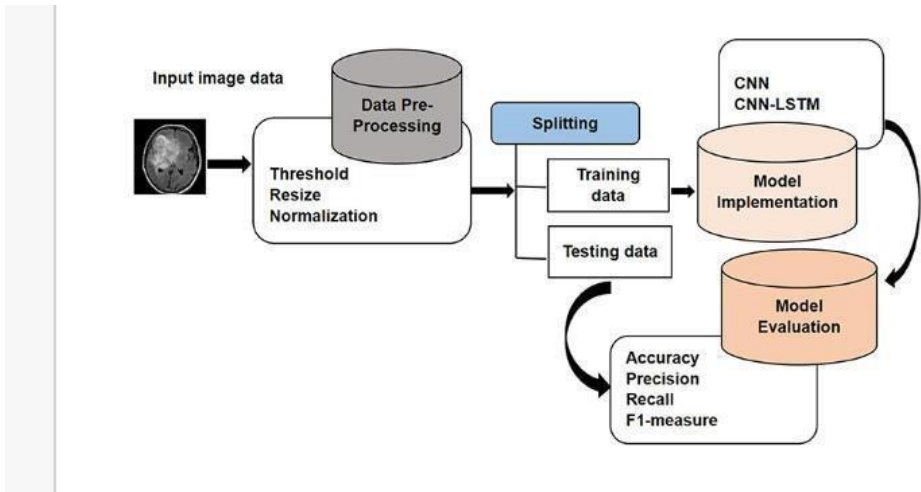 Input image data
Data Pre-
Processing
Threshold
Resize
Normalization
Splitting
Training
data
Testing data
CNN
CNN-LSTM
Model
Implementation
Model
Evaluation
Accuracy
Precision
Recall
F1-measure